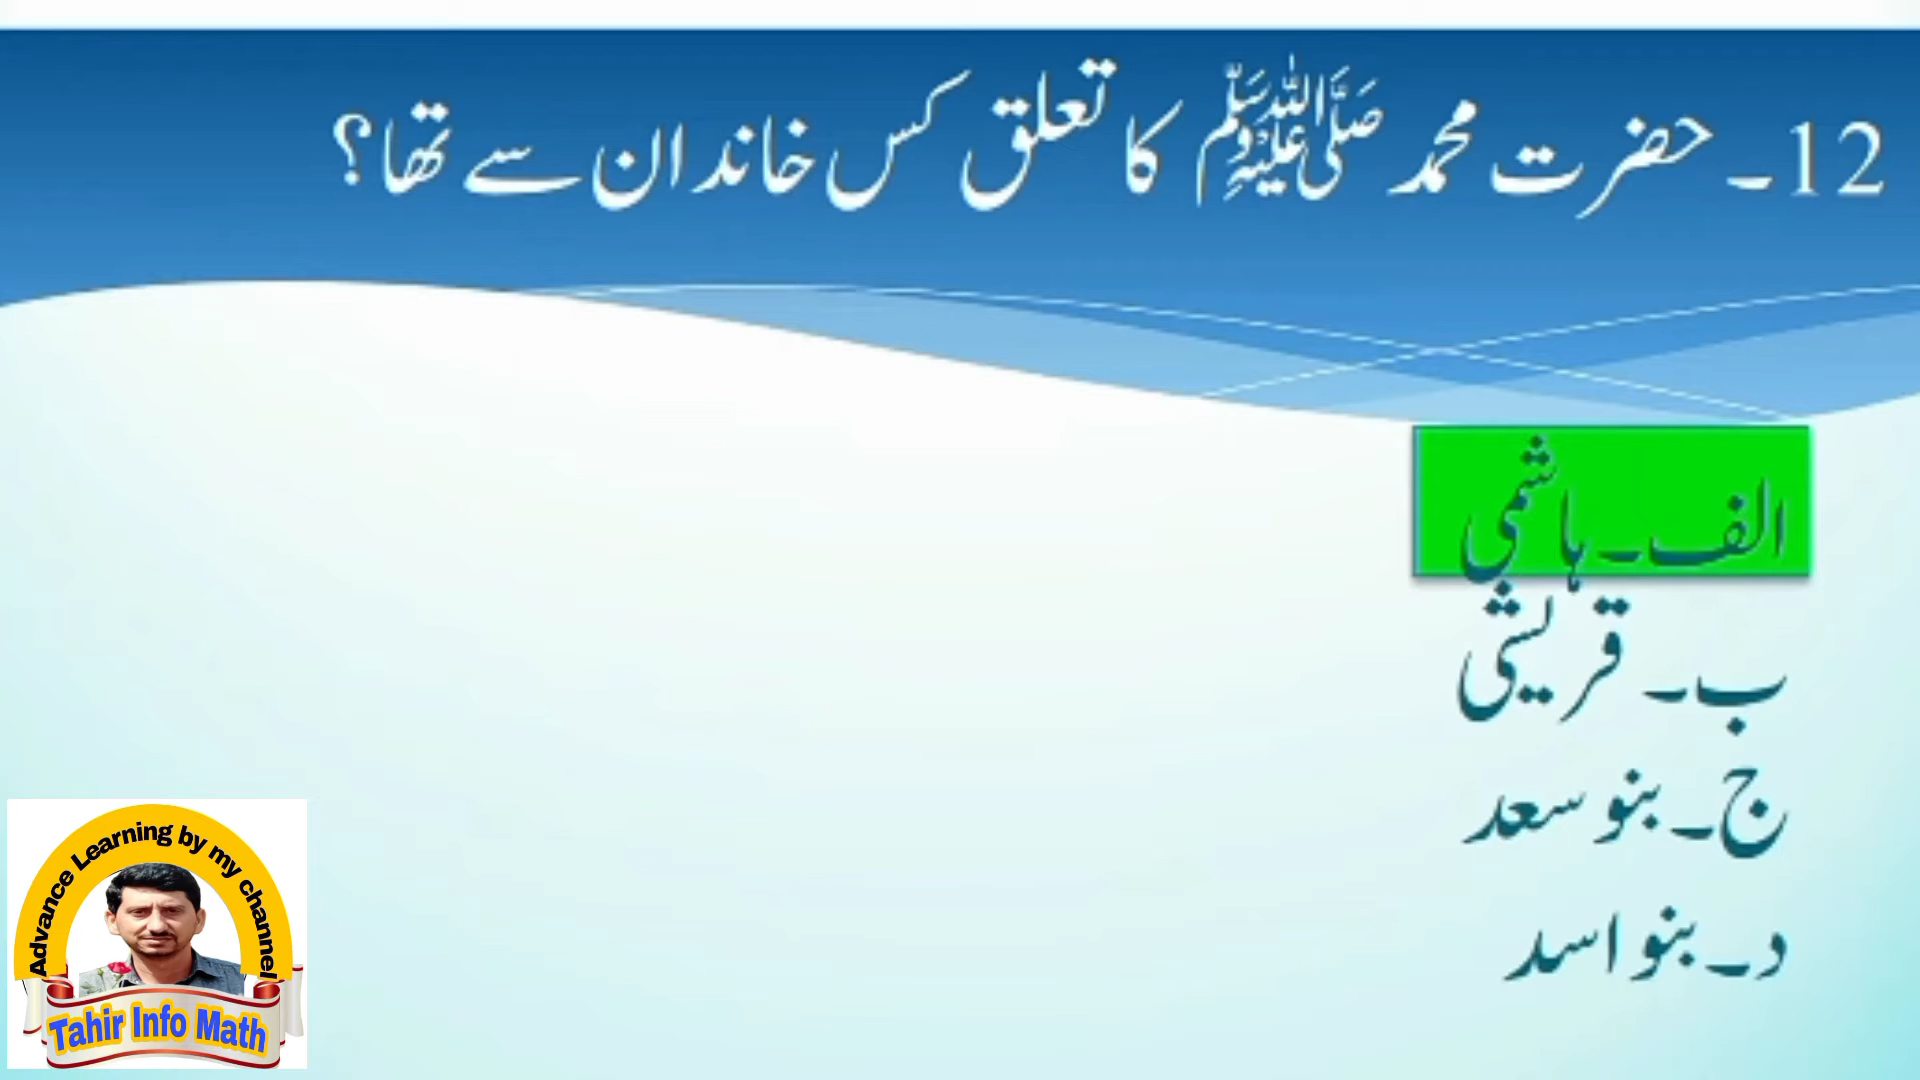 12۔ حضرت محمد ﷺ کا تعلق کس خاندان سے تھا؟
الف۔ ہاشمی
ب۔ قریشی
ج۔ بنو سعد
د۔ بنو اسد
Advance Learning by my channel
Tahir Info Math